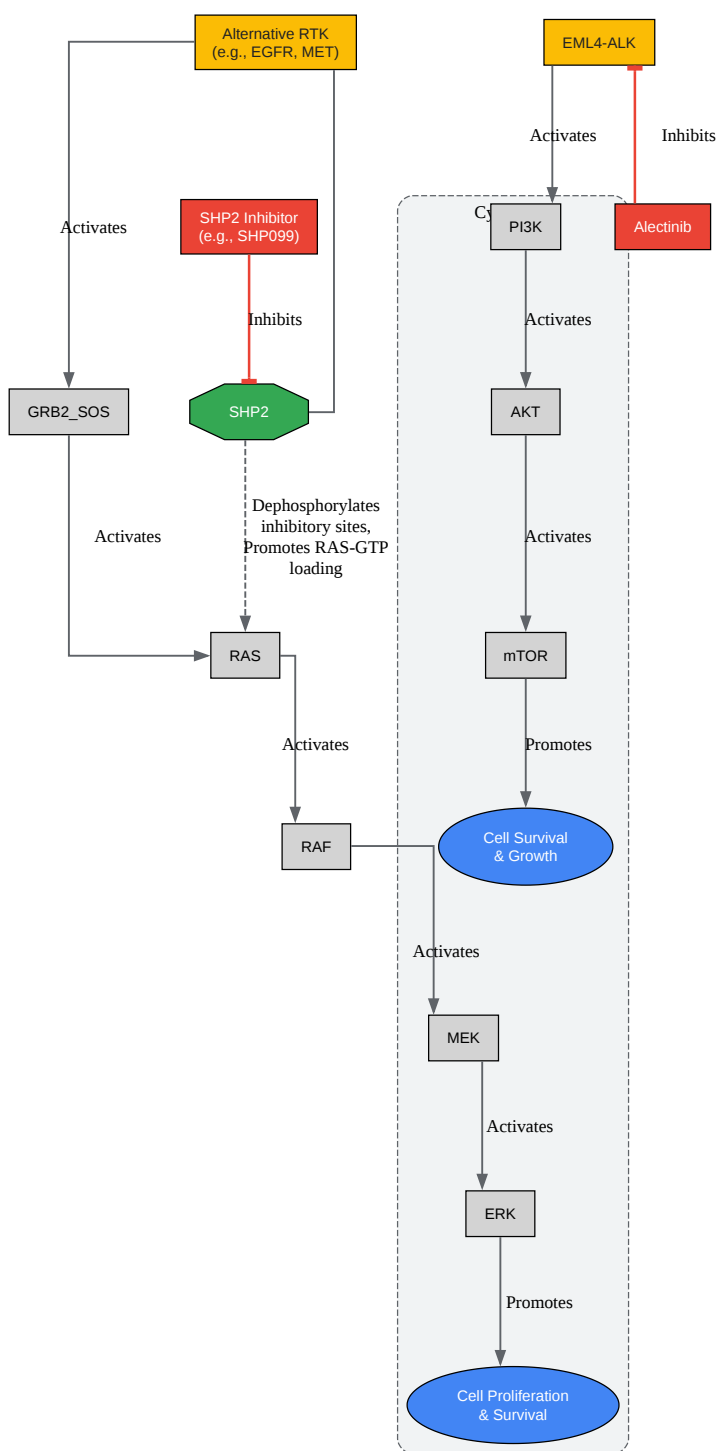 Alternative RTK
(e.g., EGFR, MET)
EML4-ALK
Activates
Inhibits
SHP2 Inhibitor
(e.g., SHP099)
PI3K
Alectinib
Activates
Inhibits
Activates
GRB2_SOS
SHP2
AKT
Activates
Dephosphorylates
inhibitory sites,
Promotes RAS-GTP
loading
Activates
RAS
mTOR
Activates
Promotes
RAF
Cell Survival
& Growth
Activates
MEK
Activates
ERK
Promotes
Cell Proliferation
& Survival